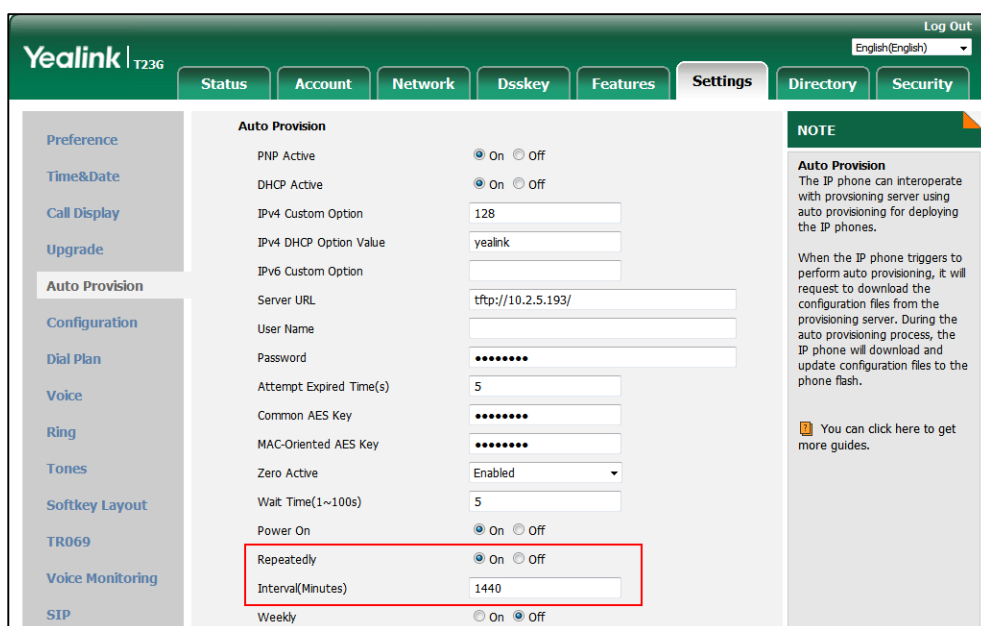 Log Out
Yealink T23G
English(English)
Status Account Network Dsskey Features Settings Directory Security
Preference
Time&Date
Call Display
Upgrade
Auto Provision
Configuration
Dial Plan
Voice
Ring
Tones
Softkey Layout
TR069
Voice Monitoring
SIP
Auto Provision
PNP Active On Off
DHCP Active On Off
IPv4 Custom Option 128
IPv4 DHCP Option Value yealink
IPv6 Custom Option
Server URL tftp://10.2.5.193/
User Name
Password ••••••••
Attempt Expired Time(s) 5
Common AES Key ••••••••
MAC-Oriented AES Key ••••••••
Zero Active Enabled
Wait Time(1~100s) 5
Power On On Off
Repeatedly On Off
Interval(Minutes) 1440
Weekly On Off
NOTE
Auto Provision
The IP phone can interoperate
with provsioning server using
auto provisioning for deploying
the IP phones.
When the IP phone triggers to
perform auto provisioning, it will
request to download the
configuration files from the
provisioning server. During the
auto provisioning process, the
IP phone will download and
update configuration files to the
phone flash.
You can click here to get
more guides.